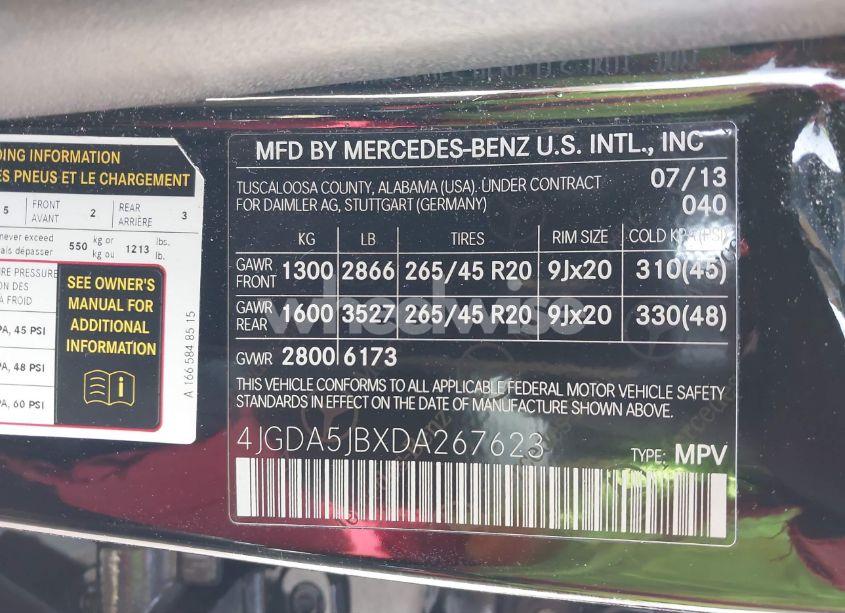 DING INFORMATION
ES PNEUS ET LE CHARGEMENT
5 FRONT AVANT 2 REAR ARRIÈRE 3
never exceed
ais dépasser 550 kg or kg ou 1213 lbs. lb.
RE PRESSURE
ON DES
À FROID
PA, 45 PSI
PA, 48 PSI
PA, 60 PSI
SEE OWNER'S
MANUAL FOR
ADDITIONAL
INFORMATION
A 166 584 85 15
MFD BY MERCEDES-BENZ U.S. INTL., INC
TUSCALOOSA COUNTY, ALABAMA (USA). UNDER CONTRACT 07/13
FOR DAIMLER AG, STUTTGART (GERMANY) 040
KG LB TIRES RIM SIZE COLD KPA (PSI)
GAWR FRONT 1300 2866 265/45 R20 9Jx20 310(45)
GAWR REAR 1600 3527 265/45 R20 9Jx20 330(48)
GVWR 2800 6173
THIS VEHICLE CONFORMS TO ALL APPLICABLE FEDERAL MOTOR VEHICLE SAFETY
STANDARDS IN EFFECT ON THE DATE OF MANUFACTURE SHOWN ABOVE.
4JGDA5JBXDA267623 TYPE: MPV
wheelwise